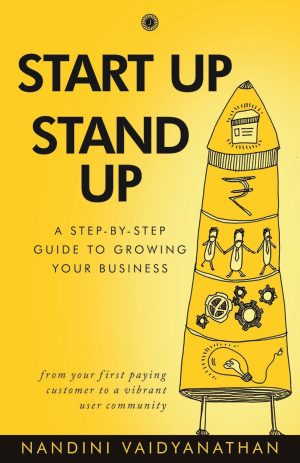 START UP
STAND
UP
A STEP-BY-STEP
GUIDE TO GROWING
YOUR BUSINESS
₹
from your first paying
customer to a vibrant
user community
NANDINI VAIDYANATHAN